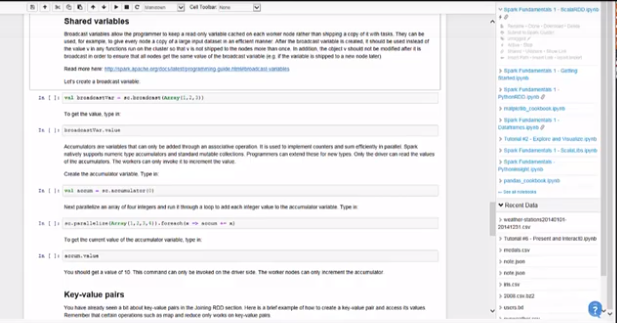 Markdown
Cell Toolbar: None
Shared variables
Broadcast variables allow the programmer to keep a read-only variable cached on each worker node rather than shipping a copy of it with tasks. They can be
used, for example, to give every node a copy of a large input dataset in an efficient manner. After the broadcast variable is created, it should be used instead of
the value v in any functions run on the cluster so that v is not shipped to the nodes more than once. In addition, the object v should not be modified after it is
broadcast in order to ensure that all nodes get the same value of the broadcast variable (e.g. if the variable is shipped to a new node later)
Read more here: http://spark.apache.org/docs/latest/programming-guide.html#broadcast-variables
Let's create a broadcast variable:
In [ ]: val broadcastVar = sc.broadcast(Array(1,2,3))
To get the value, type in:
In [ ]: broadcastVar.value
Accumulators are variables that can only be added through an associative operation. It is used to implement counters and sum efficiently in parallel. Spark
natively supports numeric type accumulators and standard mutable collections. Programmers can extend these for new types. Only the driver can read the values
of the accumulators. The workers can only invoke it to increment the value.
Create the accumulator variable. Type in:
In [ ]: val accum = sc.accumulator(0)
Next parallelize an array of four integers and run it through a loop to add each integer value to the accumulator variable. Type in:
In [ ]: sc.parallelize(Array(1,2,3,4)).foreach(x => accum += x)
To get the current value of the accumulator variable, type in:
In [ ]: accum.value
You should get a value of 10. This command can only be invoked on the driver side. The worker nodes can only increment the accumulator.
Key-value pairs
You have already seen a bit about key-value pairs in the Joining RDD section. Here is a brief example of how to create a key-value pair and access its values.
Remember that certain operations such as map and reduce only works on key-value pairs.
Spark Fundamentals 1 - ScalaRDD.ipynb
Spark Fundamentals 1 - Getting
Started.ipynb
Spark Fundamentals 1 -
PythonRDD.ipynb
matplotlib_cookbook.ipynb
Spark Fundamentals 1 -
Dataframes.ipynb
Tutorial #2 - Explore and Visualize.ipynb
Spark Fundamentals 1 - ScalaLibs.ipynb
Spark Fundamentals 1 -
pandas_cookbook.ipynb
Recent Data
weather-stations20140101-
20141231.csv
Tutorial #6 - Present and Interact.ipynb
medals.csv
note.json
note.json
iris.csv
2008.csv.bz2
users.txt
?